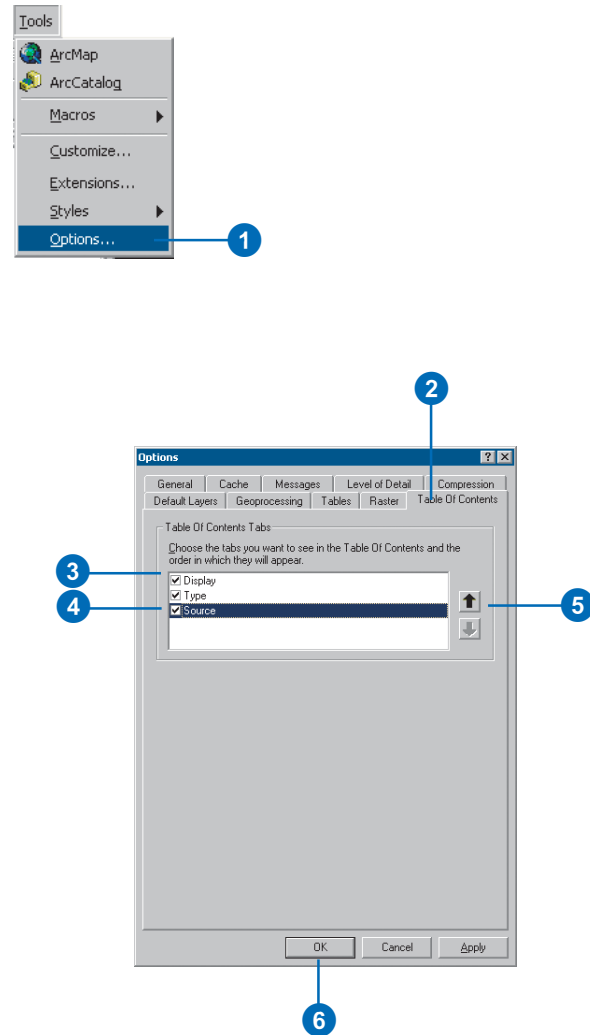 Tools
ArcMap
ArcCatalog
Macros
Customize...
Extensions...
Styles
Options...
1
2
Options
General Cache Messages Level of Detail Compression
Default Layers Geoprocessing Tables Raster Table Of Contents
Table Of Contents Tabs
Choose the tabs you want to see in the Table Of Contents and the
order in which they will appear.
3
Display
Type
4
Source
5
OK Cancel Apply
6